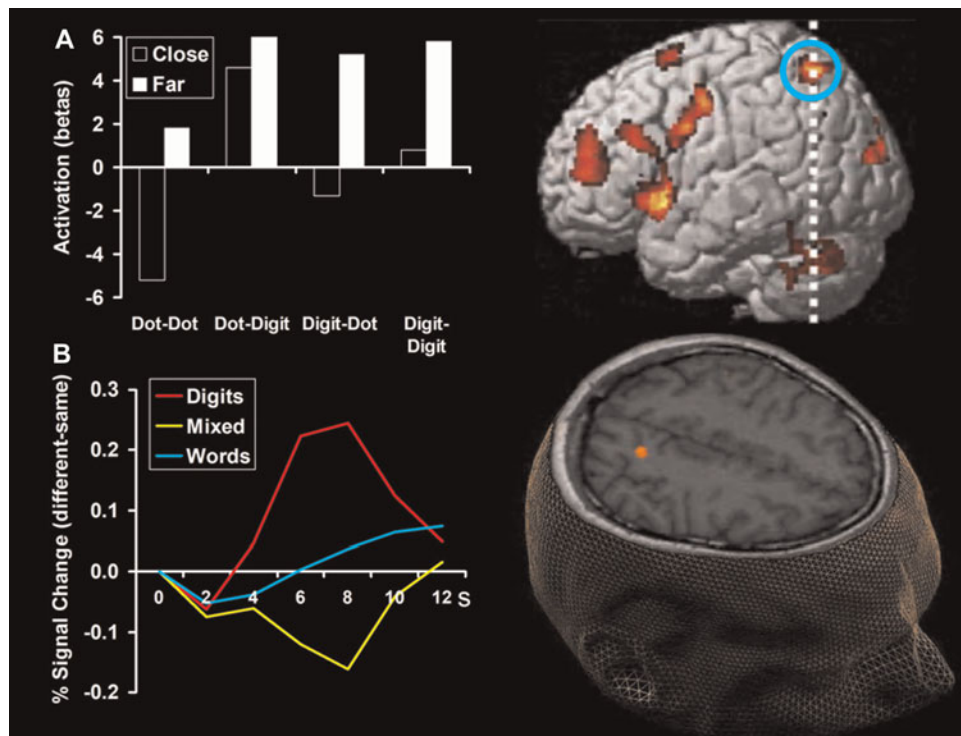 A
Activation (betas)
6
4
2
0
-2
-4
-6
Close
Far
Dot-Dot
Dot-Digit
Digit-Dot
Digit-
Digit
B
% Signal Change (different-same)
0.3
0.2
0.1
0.0
-0.1
-0.2
Digits
Mixed
Words
0 2 4 6 8 10 12 S